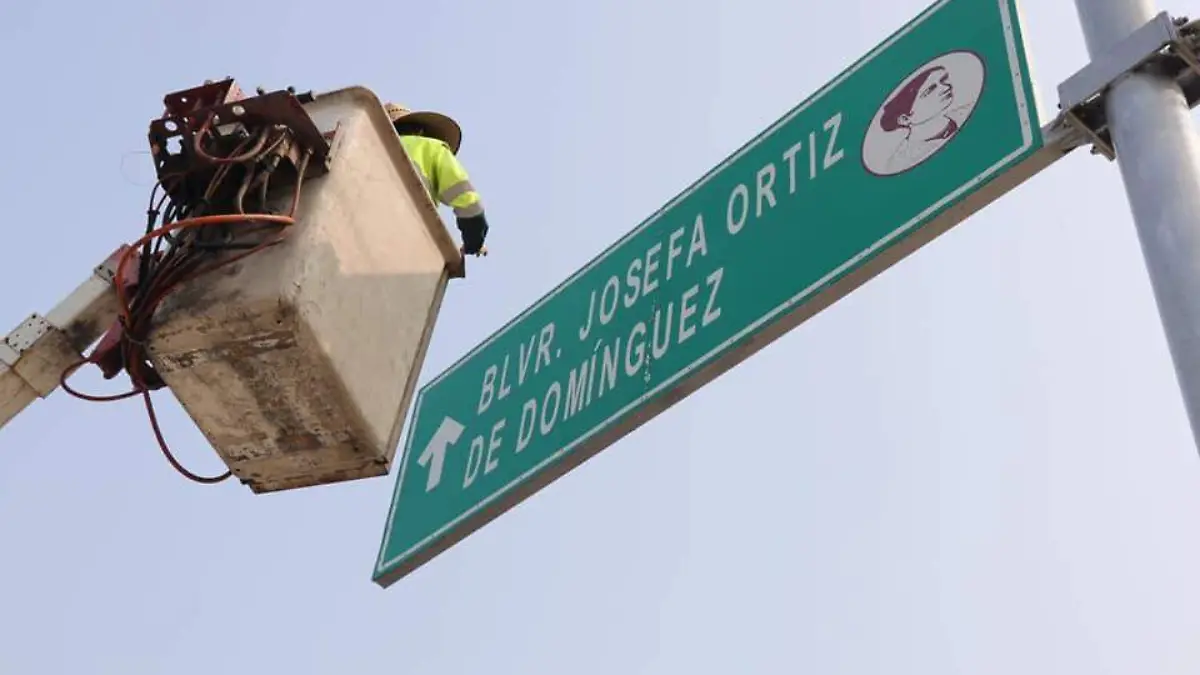 BLVR. JOSEFA ORTIZ
DE DOMÍNGUEZ